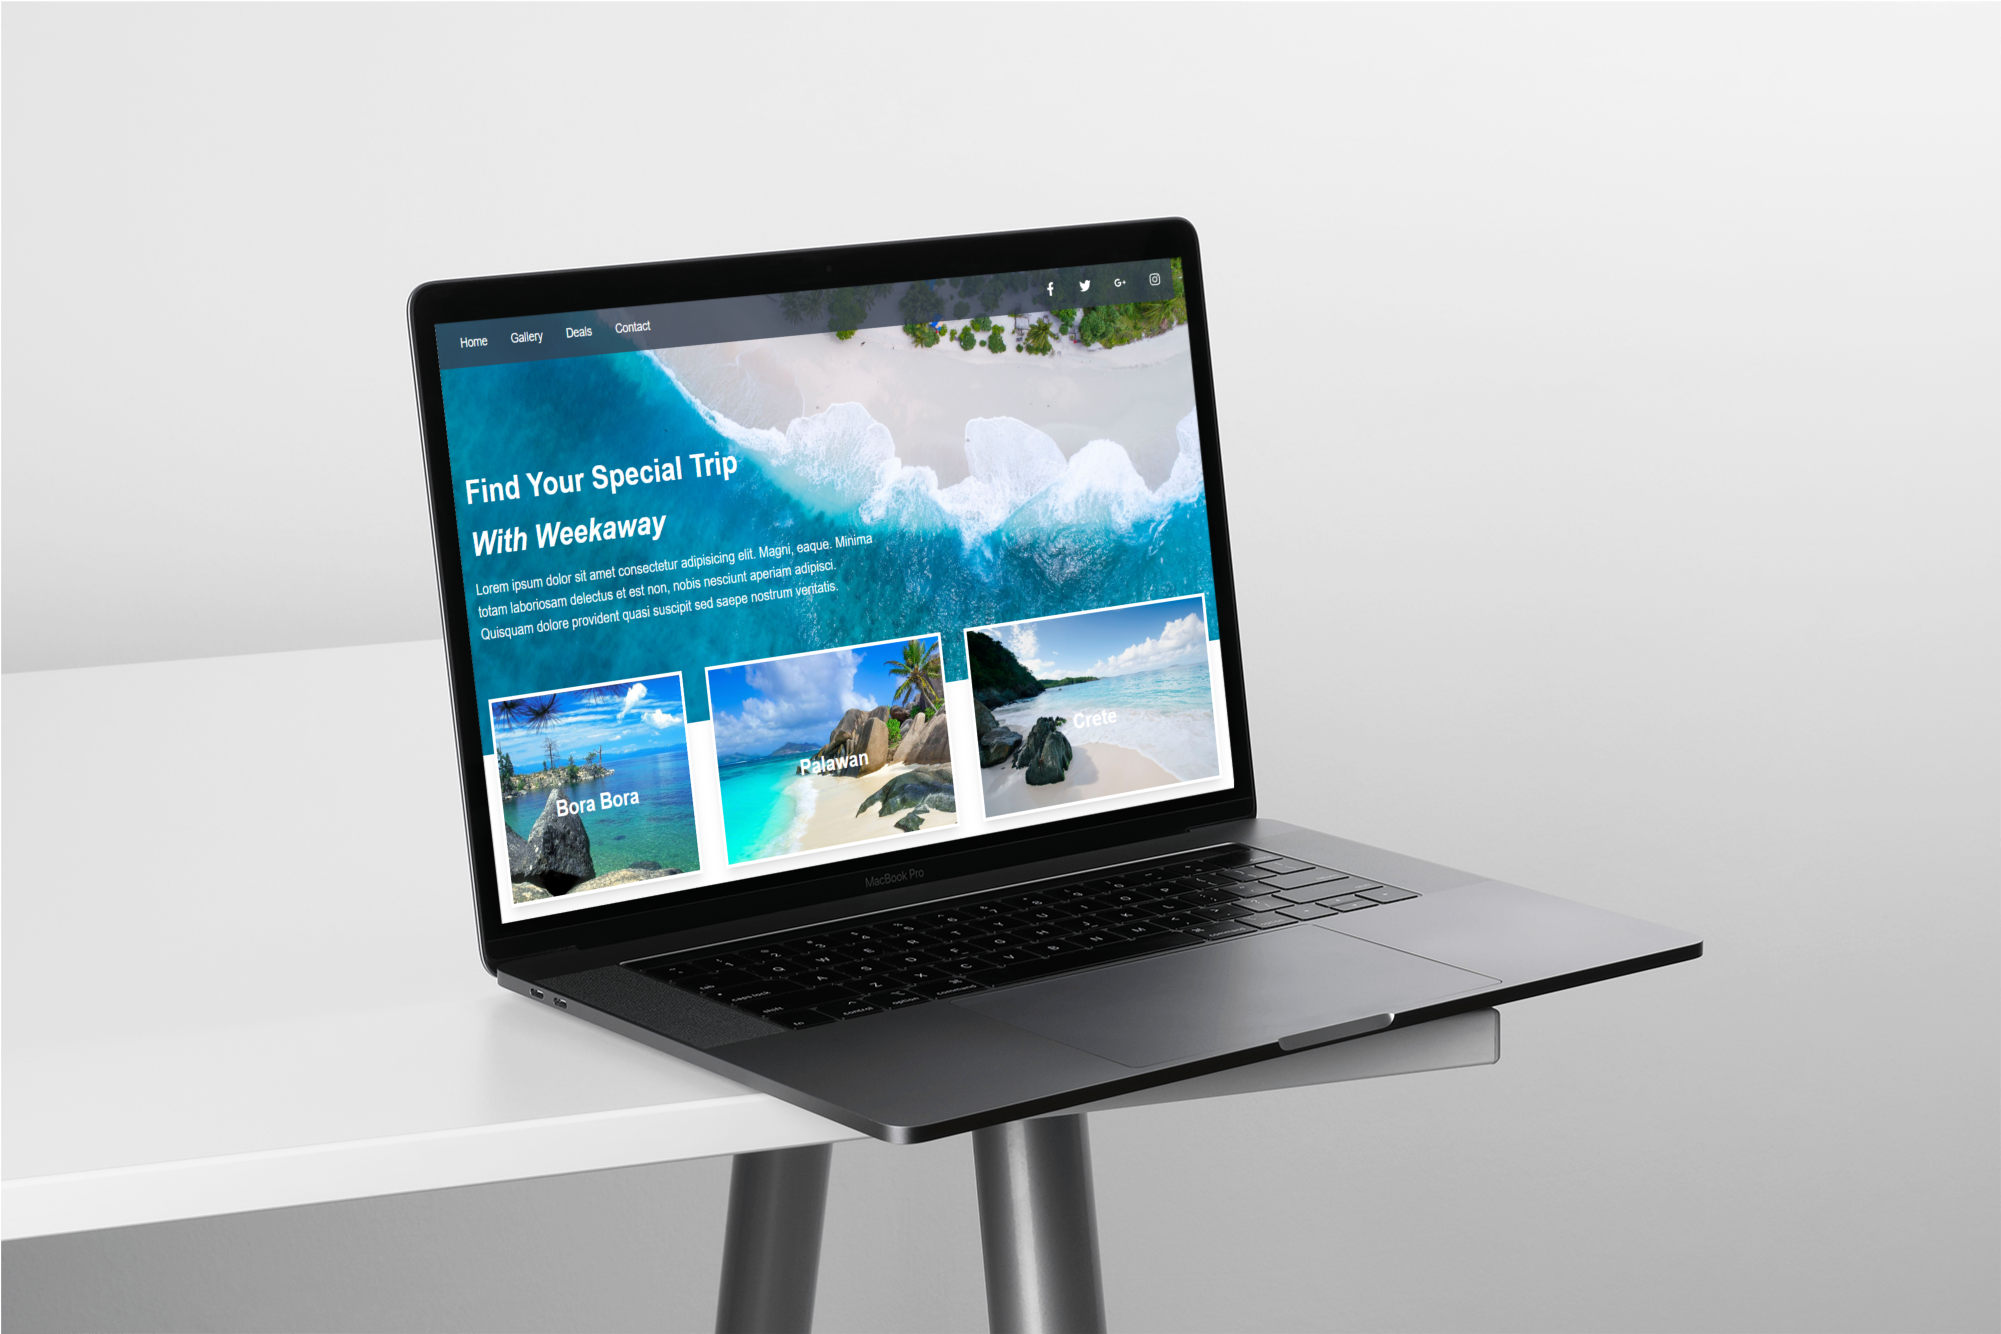 Home Gallery Deals Contact
Find Your Special Trip
With Weekaway
Lorem ipsum dolor sit amet consectetur adipisicing elit. Magni, eaque. Minima
totam laboriosam delectus et est non, nobis nesciunt aperiam adipisci.
Quisquam dolore provident quasi suscipit sed saepe nostrum veritatis.
Bora Bora
Palawan
Crete
MacBook Pro